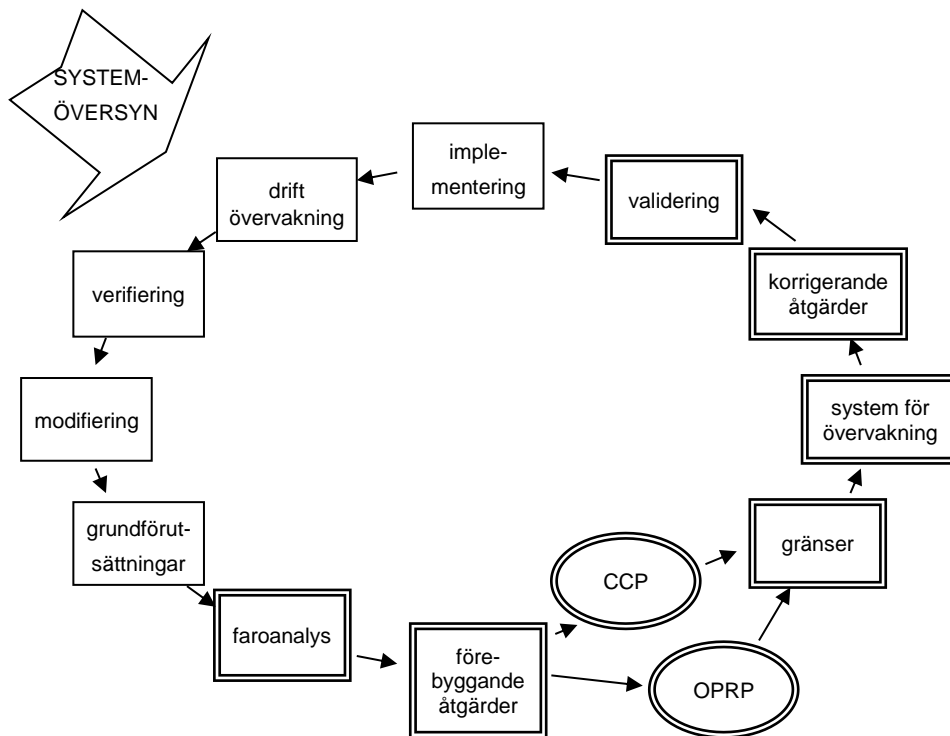 SYSTEM-
ÖVERSYN
imple-
mentering
validering
drift
övervakning
korrigerande
åtgärder
verifiering
system för
övervakning
modifiering
gränser
grundförut-
sättningar
CCP
faroanalys
före-
byggande
åtgärder
OPRP